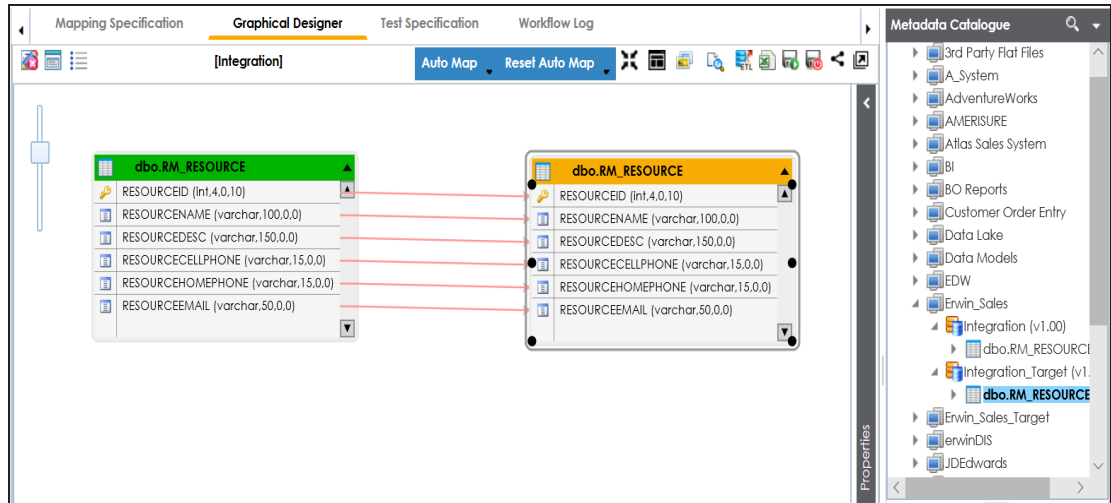 Mapping Specification
Graphical Designer
Test Specification
Workflow Log
[Integration]
Auto Map
Reset Auto Map
ETL
dbo.RM_RESOURCE
RESOURCEID (int,4,0,10)
RESOURCENAME (varchar,100,0,0)
RESOURCEDESC (varchar,150,0,0)
RESOURCECELLPHONE (varchar,15,0,0)
RESOURCEHOMEPHONE (varchar,15,0,0)
RESOURCEEMAIL (varchar,50,0,0)
dbo.RM_RESOURCE
RESOURCEID (int,4,0,10)
RESOURCENAME (varchar,100,0,0)
RESOURCEDESC (varchar,150,0,0)
RESOURCECELLPHONE (varchar,15,0,0)
RESOURCEHOMEPHONE (varchar,15,0,0)
RESOURCEEMAIL (varchar,50,0,0)
Properties
Metadata Catalogue
3rd Party Flat Files
A_System
AdventureWorks
AMERISURE
Atlas Sales System
BI
BO Reports
Customer Order Entry
Data Lake
Data Models
EDW
Erwin_Sales
Integration (v1.00)
dbo.RM_RESOURCE
Integration_Target (v1.
dbo.RM_RESOURCE
Erwin_Sales_Target
erwinDIS
JDEdwards